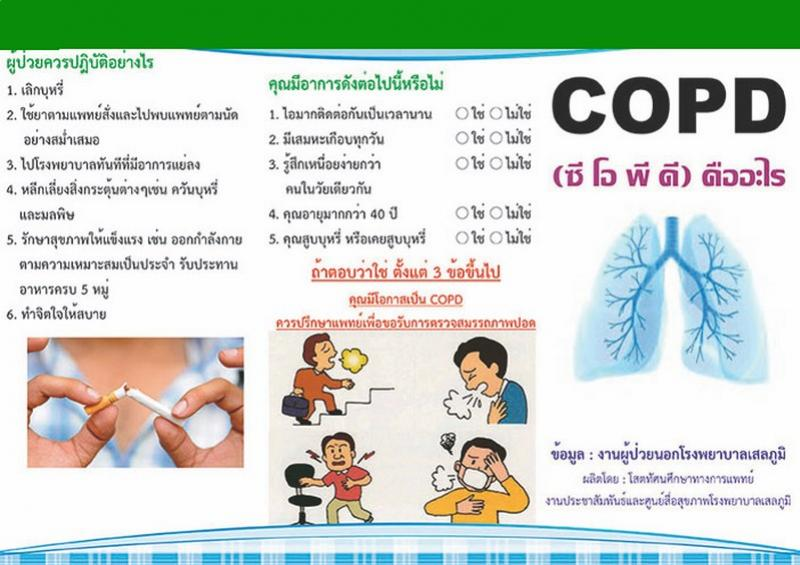 ผู้ป่วยควรปฏิบัติอย่างไร
1. เลิกบุหรี่
2. ใช้ยาตามแพทย์สั่งและไปพบแพทย์ตามนัด
อย่างสม่ำเสมอ
3. ไปโรงพยาบาลทันทีที่มีอาการแย่ลง
4. หลีกเลี่ยงสิ่งกระตุ้นต่างๆเช่น ควันบุหรี่
และมลพิษ
5. รักษาสุขภาพให้แข็งแรง เช่น ออกกำลังกาย
ตามความเหมาะสมเป็นประจำ รับประทาน
อาหารครบ 5 หมู่
6. ทำจิตใจให้สบาย
คุณมีอาการดังต่อไปนี้หรือไม่
1. ไอมากติดต่อกันเป็นเวลานาน ใช่ ไม่ใช่
2. มีเสมหะเกือบทุกวัน ใช่ ไม่ใช่
3. รู้สึกเหนื่อยง่ายกว่า ใช่ ไม่ใช่
คนในวัยเดียวกัน
4. คุณอายุมากกว่า 40 ปี ใช่ ไม่ใช่
5. คุณสูบบุหรี่ หรือเคยสูบบุหรี่ ใช่ ไม่ใช่
ถ้าตอบว่าใช่ ตั้งแต่ 3 ข้อขึ้นไป
คุณมีโอกาสเป็น COPD
ควรปรึกษาแพทย์เพื่อขอรับการตรวจสมรรถภาพปอด
COPD
(ซี โอ พี ดี) คืออะไร
ข้อมูล : งานผู้ป่วยนอกโรงพยาบาลเสลภูมิ
ผลิตโดย : โสตทัศนศึกษาทางการแพทย์
งานประชาสัมพันธ์และศูนย์สื่อสุขภาพโรงพยาบาลเสลภูมิ